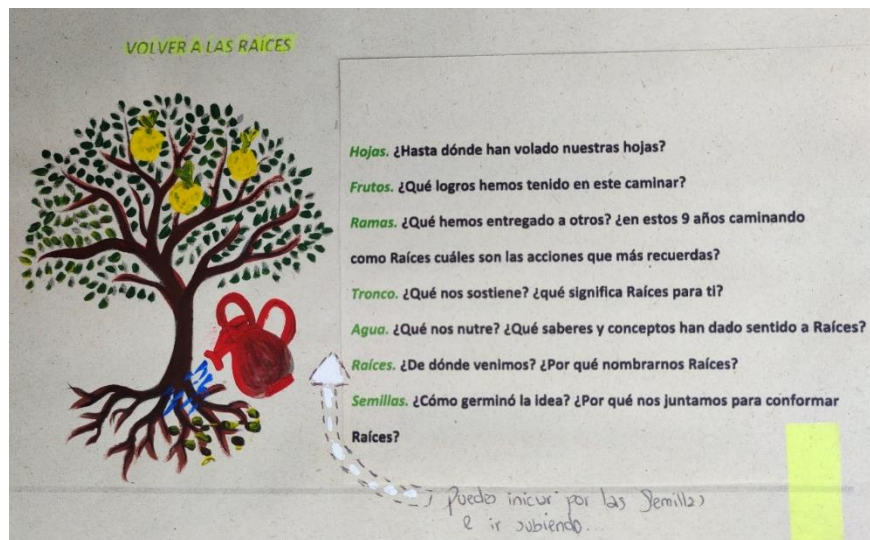 VOLVER A LAS RAÍCES
Hojas. ¿Hasta dónde han volado nuestras hojas?
Frutos. ¿Qué logros hemos tenido en este caminar?
Ramas. ¿Qué hemos entregado a otros? ¿en estos 9 años caminando
como Raíces cuáles son las acciones que más recuerdas?
Tronco. ¿Qué nos sostiene? ¿qué significa Raíces para ti?
Agua. ¿Qué nos nutre? ¿Qué saberes y conceptos han dado sentido a Raíces?
Raíces. ¿De dónde venimos? ¿Por qué nombrarnos Raíces?
Semillas. ¿Cómo germinó la idea? ¿Por qué nos juntamos para conformar
Raíces?
Puedes iniciar por las Semillas
e ir subiendo...